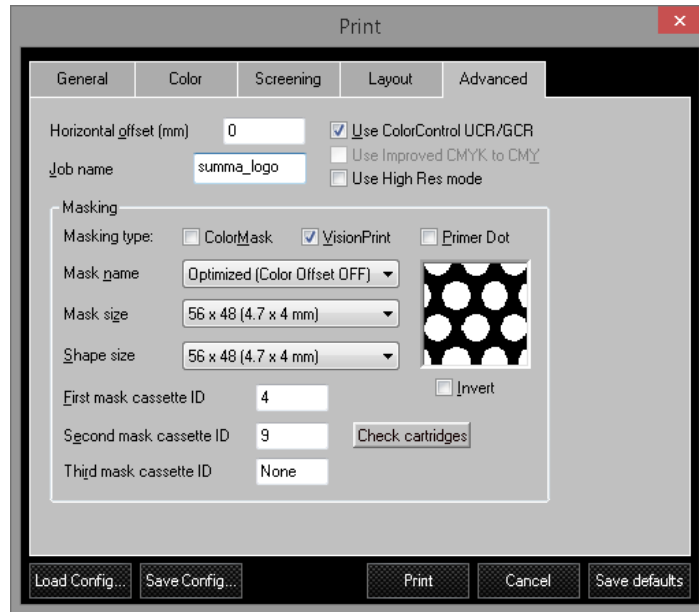 Print
General Color Screening Layout Advanced
Horizontal offset (mm) 0
Use ColorControl UCR/GCR
Use Improved CMYK to CMY
Job name summa_logo
Use High Res mode
Masking
Masking type: ColorMask VisionPrint Primer Dot
Mask name Optimized (Color Offset OFF)
Mask size 56 x 48 (4.7 x 4 mm)
Shape size 56 x 48 (4.7 x 4 mm)
Invert
First mask cassette ID 4
Second mask cassette ID 9 Check cartridges
Third mask cassette ID None
Load Config... Save Config... Print Cancel Save defaults